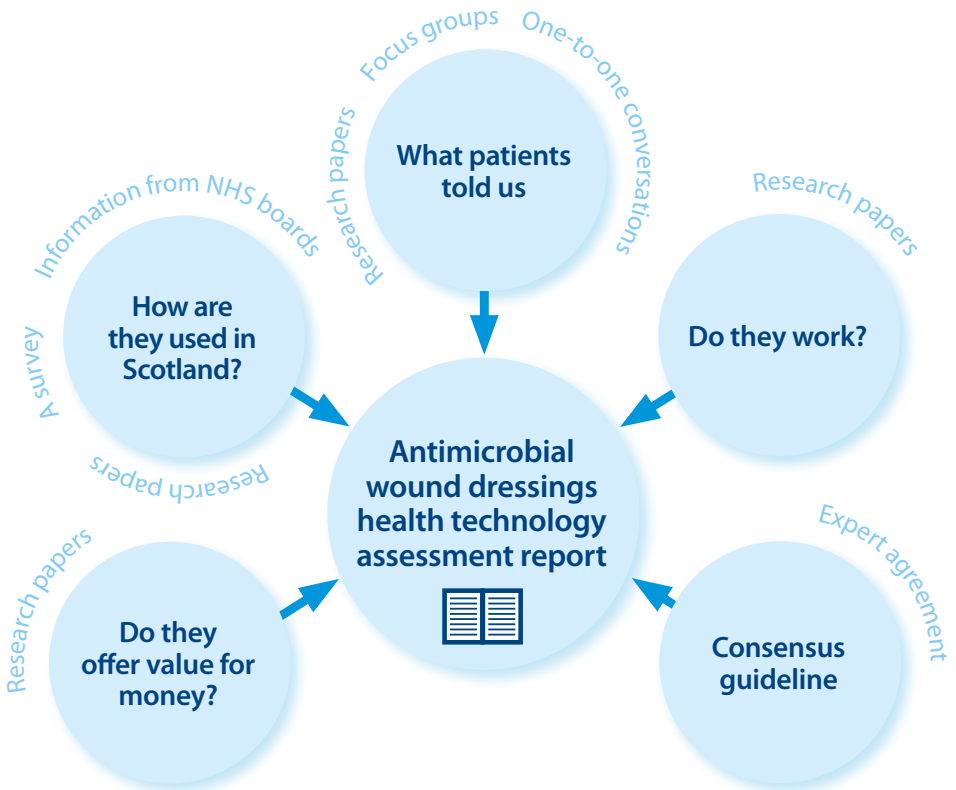 Focus groups
One-to-one conversations
Research papers
What patients
told us
Information from NHS boards
A survey
Research papers
How are
they used in
Scotland?
Research papers
Do they work?
Antimicrobial
wound dressings
health technology
assessment report
Research papers
Do they
offer value for
money?
Expert agreement
Consensus
guideline